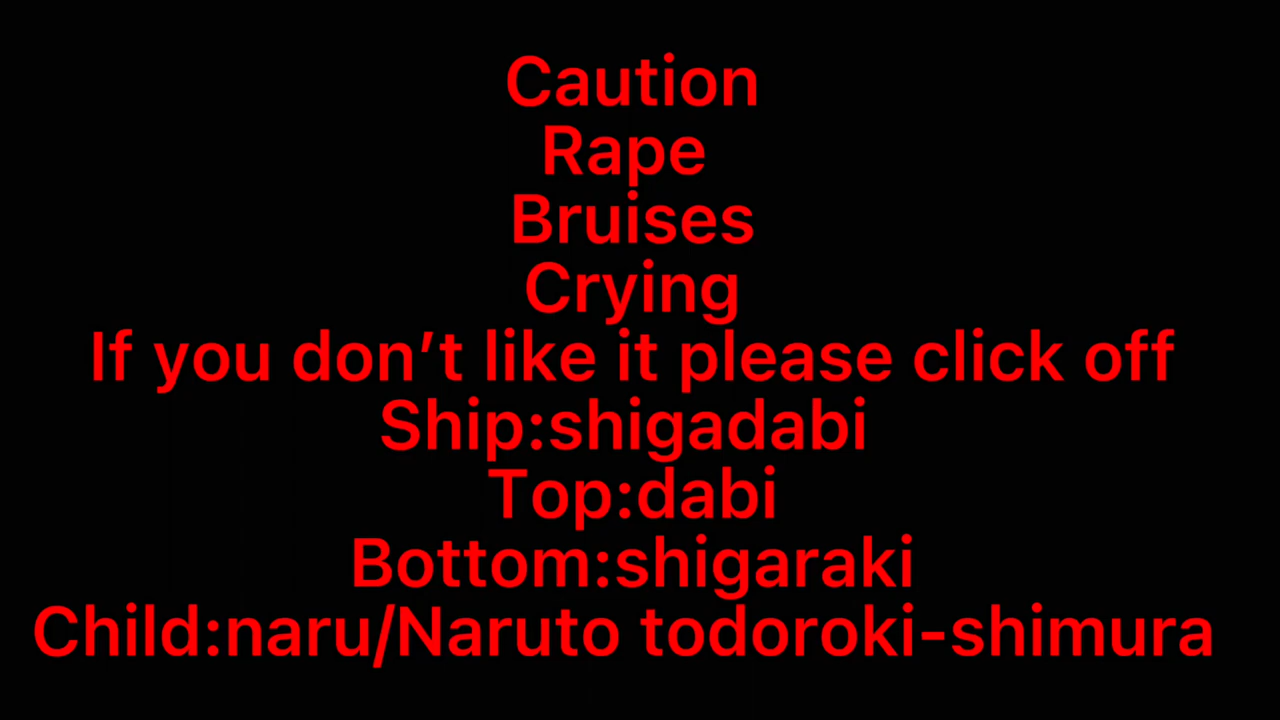 Caution
Rape
Bruises
Crying
If you don’t like it please click off
Ship:shigadabi
Top:dabi
Bottom:shigaraki
Child:naru/Naruto todoroki-shimura